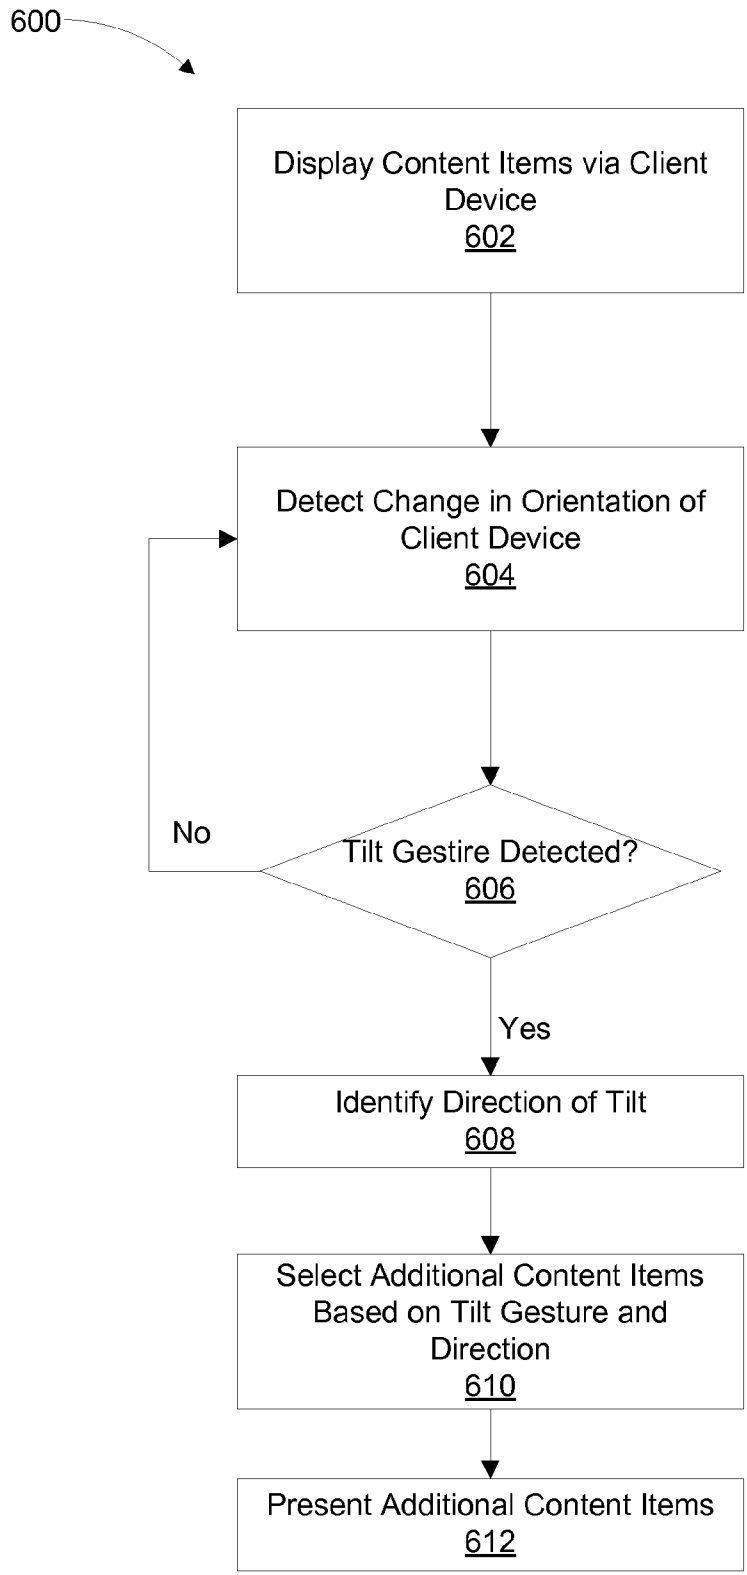 600
Display Content Items via Client
Device
602
Detect Change in Orientation of
Client Device
604
No
Tilt Gestire Detected?
606
Yes
Identify Direction of Tilt
608
Select Additional Content Items
Based on Tilt Gesture and
Direction
610
Present Additional Content Items
612